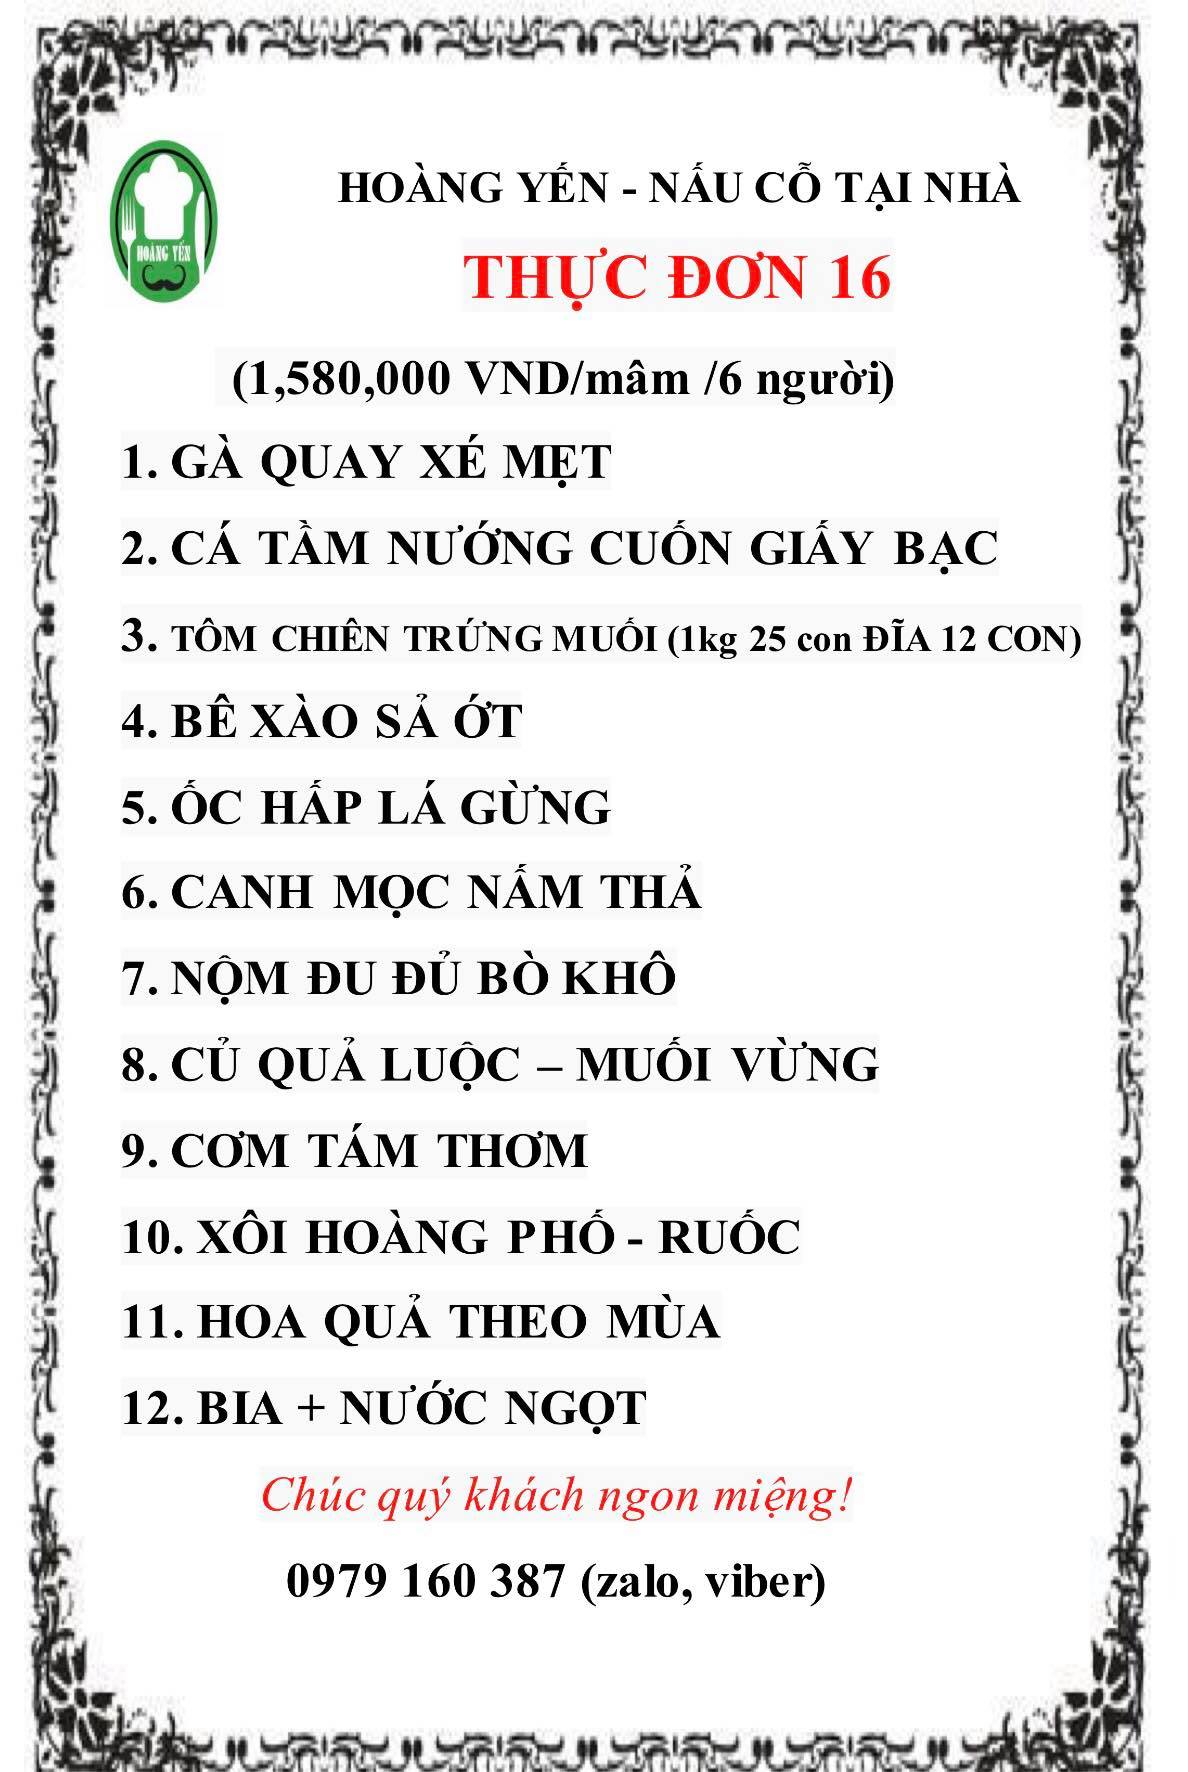 HOÀNG YẾN
HOÀNG YẾN - NẤU CỖ TẠI NHÀ
THỰC ĐƠN 16
(1,580,000 VND/mâm /6 người)
1. GÀ QUAY XÉ MẸT
2. CÁ TẦM NƯỚNG CUỐN GIẤY BẠC
3. TÔM CHIÊN TRỨNG MUỐI (1kg 25 con ĐĨA 12 CON)
4. BÊ XÀO SẢ ỚT
5. ỐC HẤP LÁ GỪNG
6. CANH MỌC NẤM THẢ
7. NỘM ĐU ĐỦ BÒ KHÔ
8. CỦ QUẢ LUỘC – MUỐI VỪNG
9. CƠM TÁM THƠM
10. XÔI HOÀNG PHỐ - RUỐC
11. HOA QUẢ THEO MÙA
12. BIA + NƯỚC NGỌT
Chúc quý khách ngon miệng!
0979 160 387 (zalo, viber)